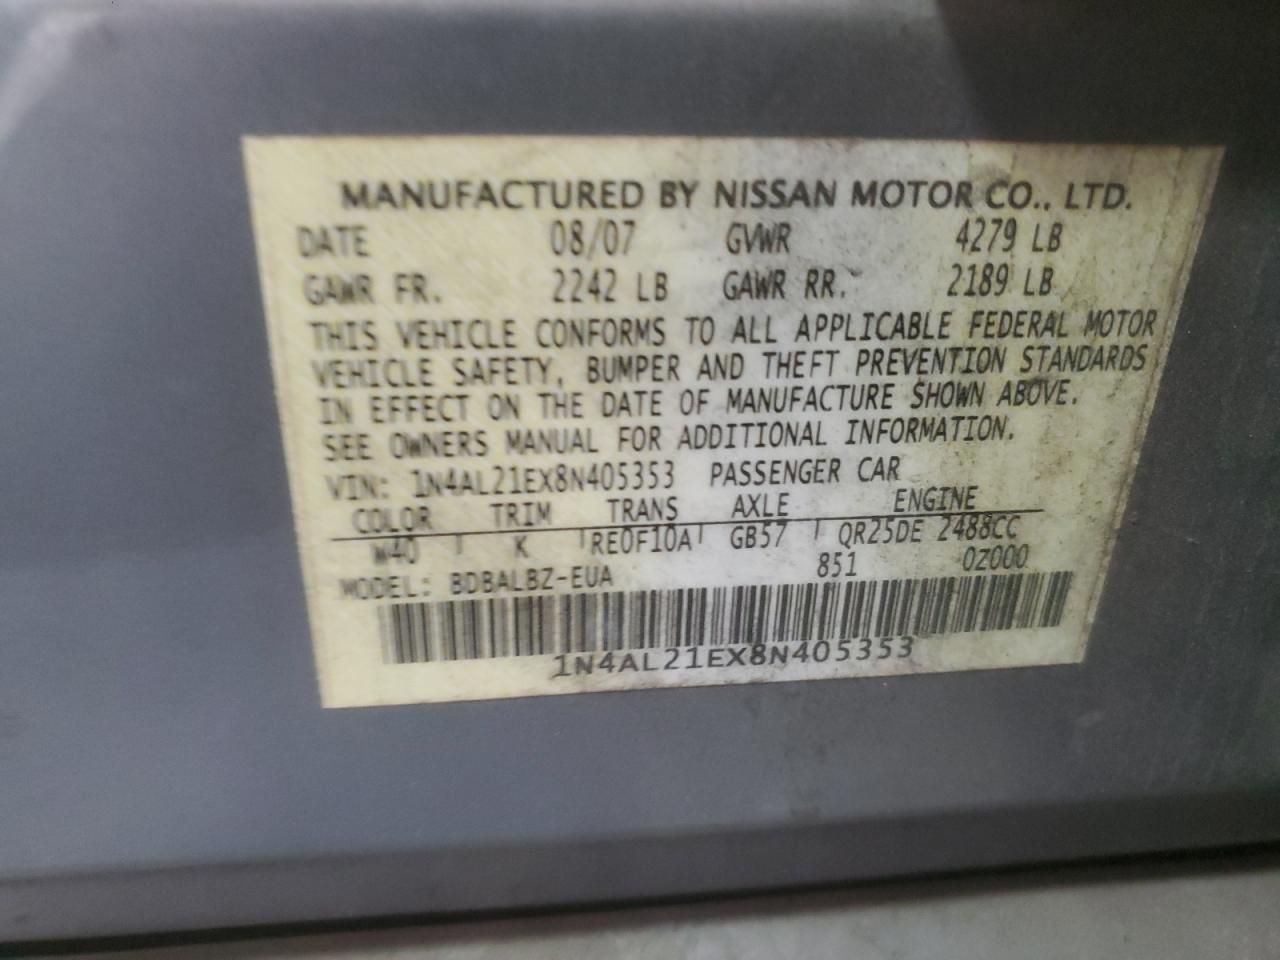 MANUFACTURED BY NISSAN MOTOR CO., LTD.
DATE 08/07 GVWR 4279 LB
GAWR FR. 2242 LB GAWR RR. 2189 LB
THIS VEHICLE CONFORMS TO ALL APPLICABLE FEDERAL MOTOR
VEHICLE SAFETY, BUMPER AND THEFT PREVENTION STANDARDS
IN EFFECT ON THE DATE OF MANUFACTURE SHOWN ABOVE.
SEE OWNERS MANUAL FOR ADDITIONAL INFORMATION.
VIN: 1N4AL21EX8N405353 PASSENGER CAR
COLOR TRIM TRANS AXLE ENGINE
W40 K RE0F10A GB57 QR25DE 2488CC
MODEL: BDBALBZ-EUA 851 0Z000
1N4AL21EX8N405353